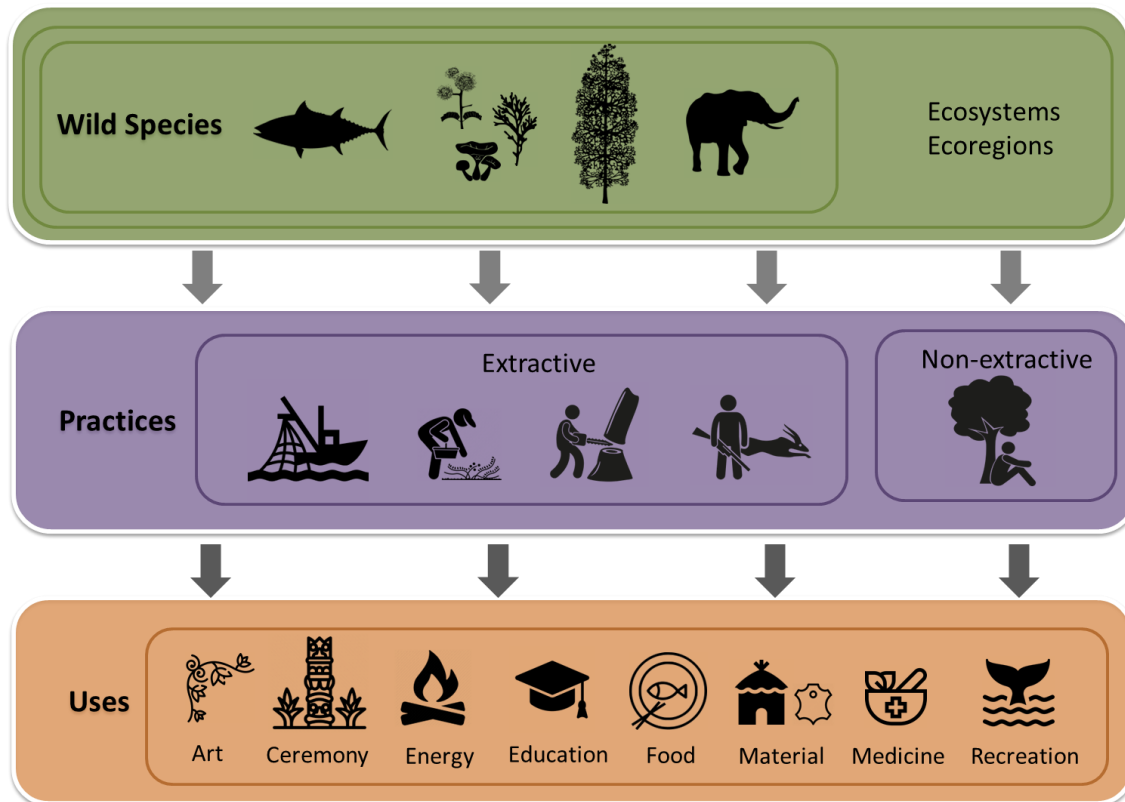 Wild Species
Ecosystems
Ecoregions
Practices
Extractive
Non-extractive
Uses
Art
Ceremony
Energy
Education
Food
Material
Medicine
Recreation